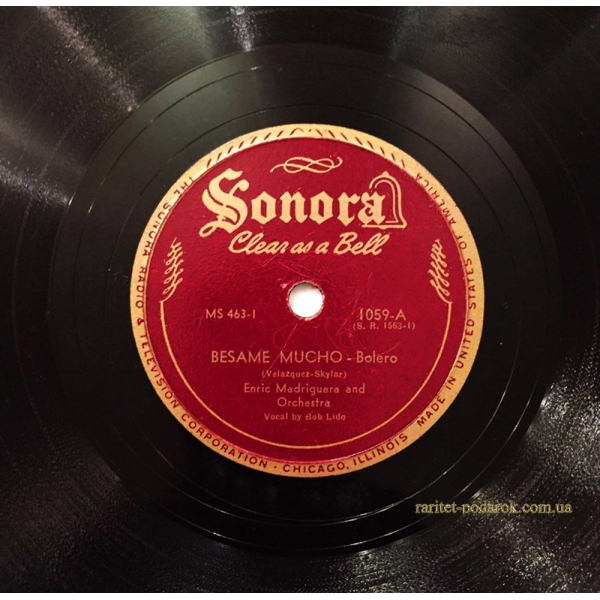 Sonora
Clear as a Bell
MS 463-1
1059-A
(S. R. 1563-1)
BESAME MUCHO - Bolero
(Velazquez-Skylar)
Enric Madriguera and
Orchestra
Vocal by Bob Lido
THE SONORA RADIO & TELEVISION CORPORATION · CHICAGO, ILLINOIS MADE IN UNITED STATES OF AMERICA
raritet-podarok.com.ua